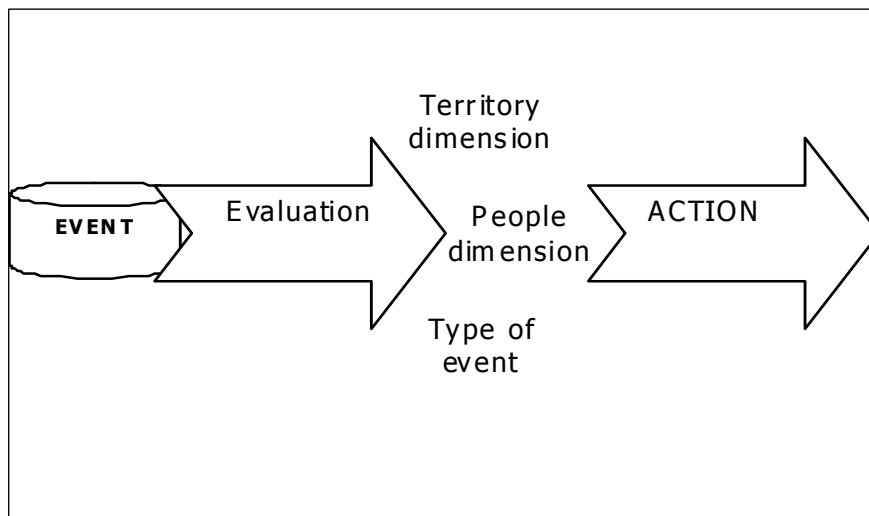 EVENT
Evaluation
Territory
dimension
People
dimension
Type of
event
ACTION